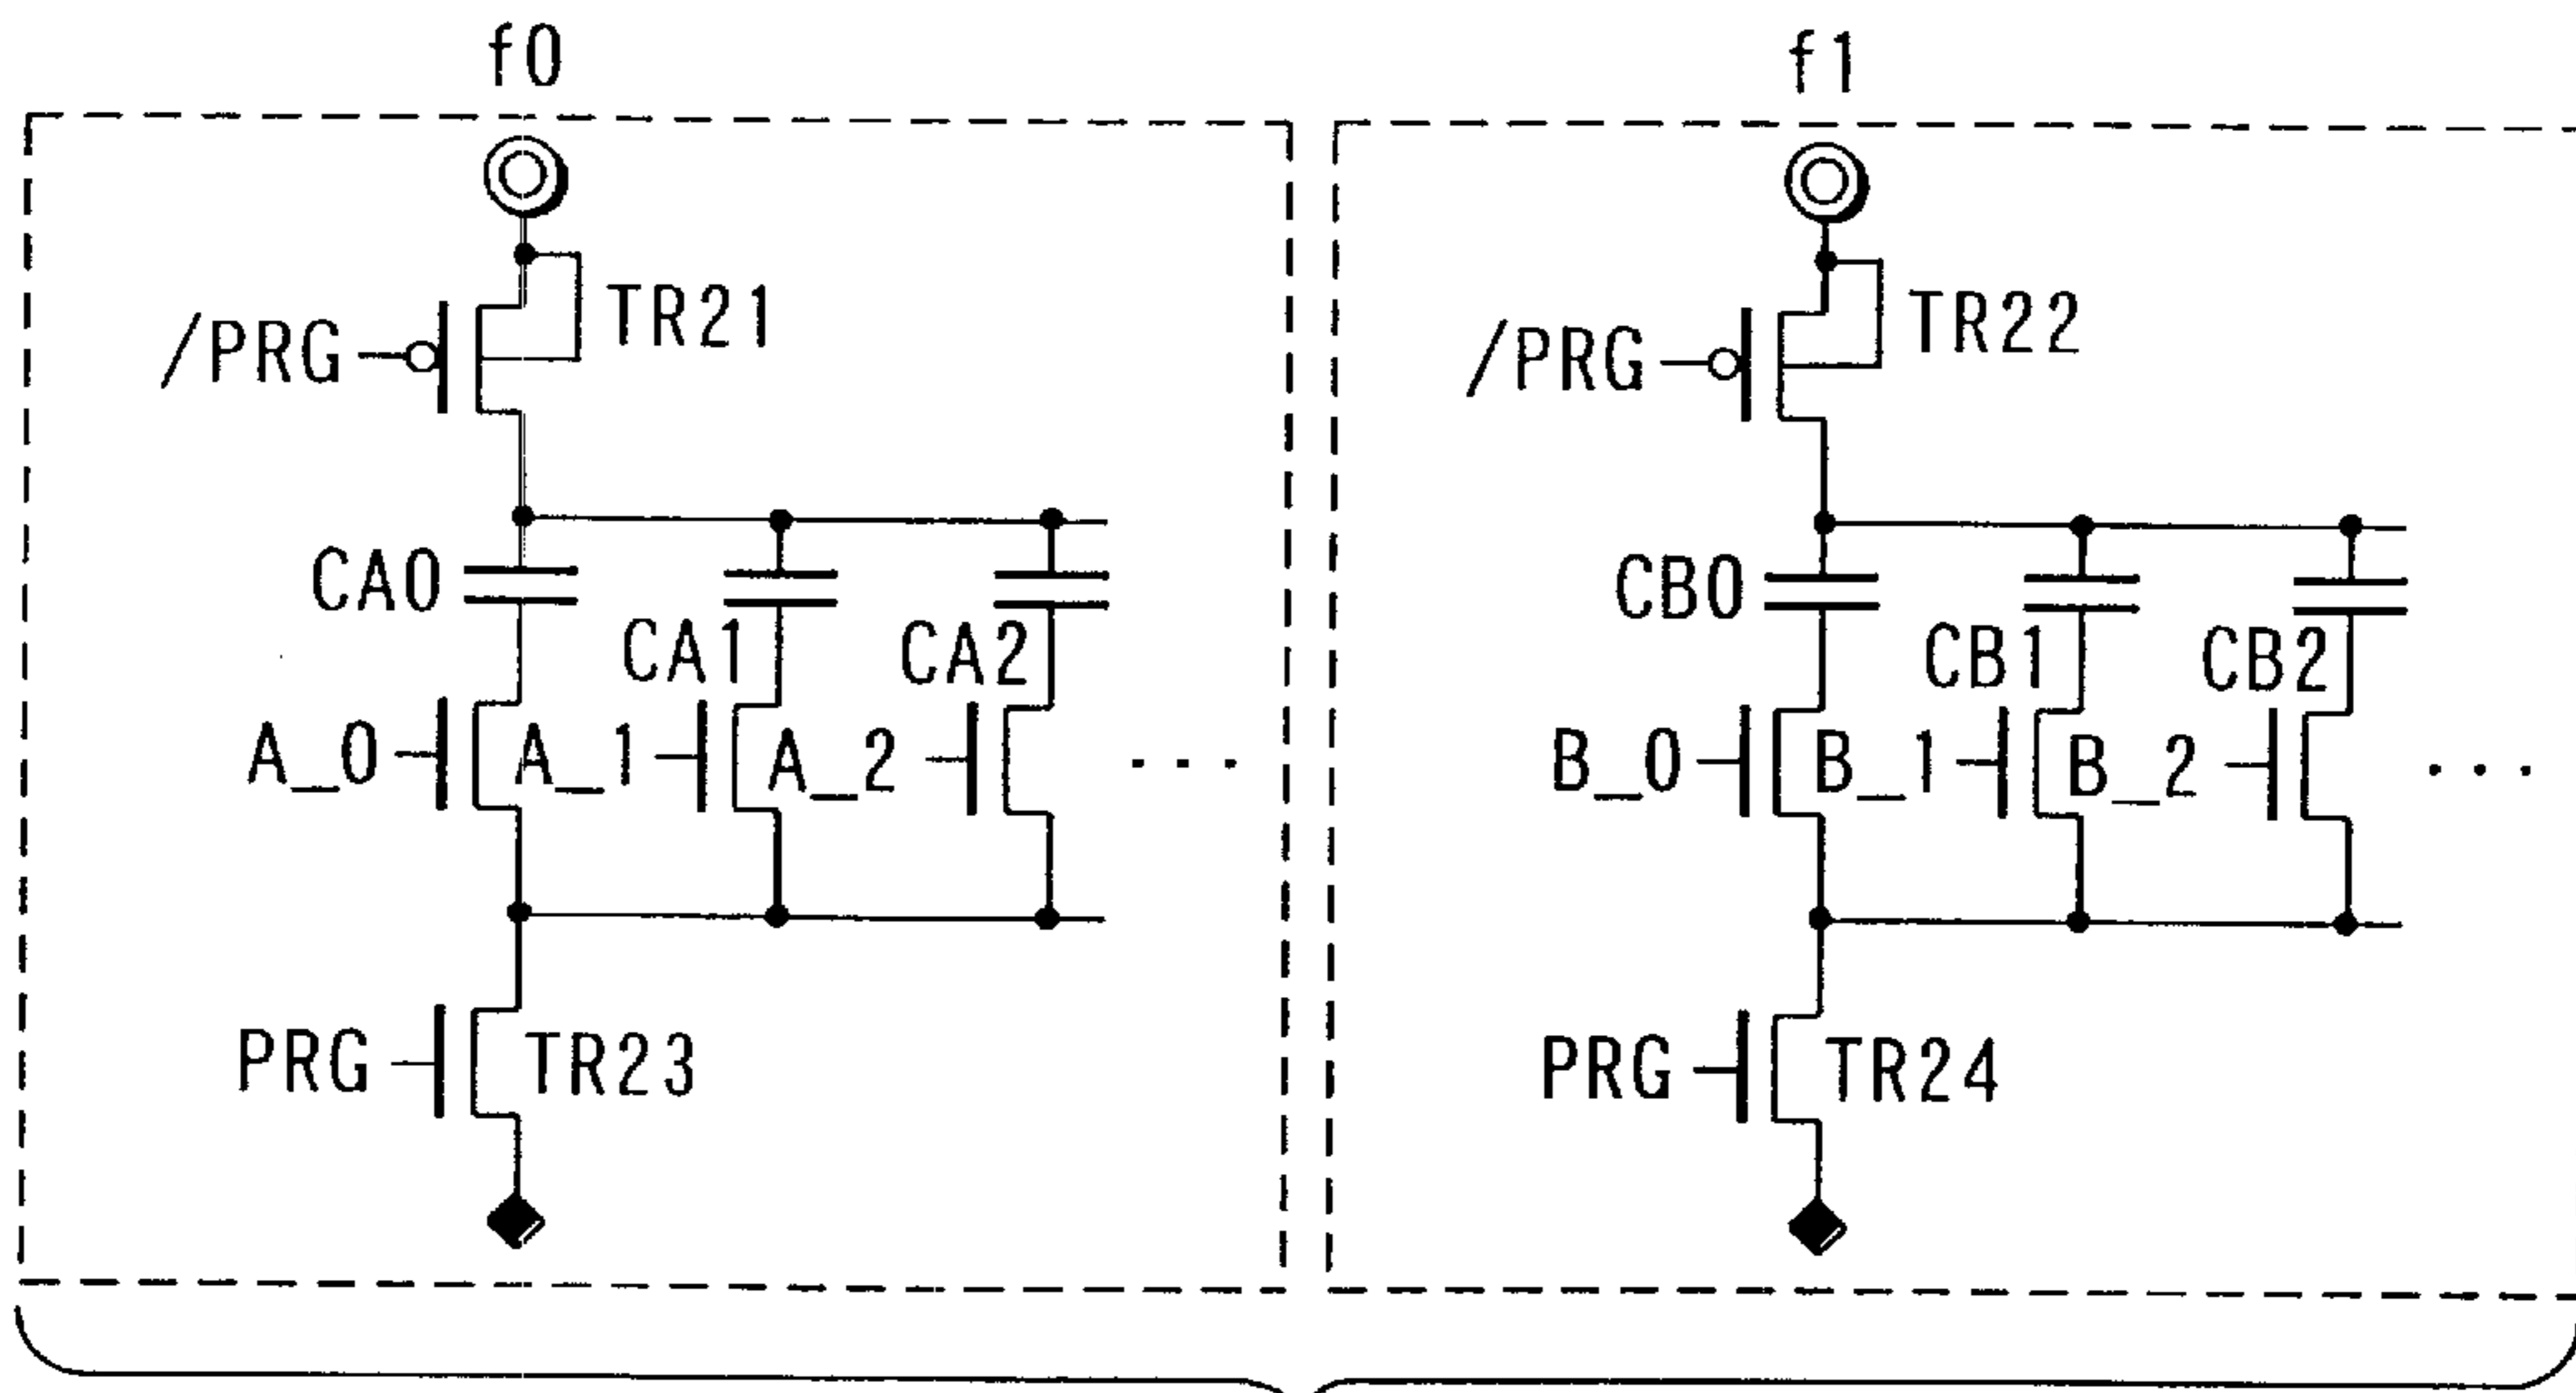 f0
f1
/PRG
TR21
/PRG
TR22
CA0
CA1
CA2
CB0
CB1
CB2
A_0
A_1
A_2
...
B_0
B_1
B_2
...
PRG
TR23
PRG
TR24